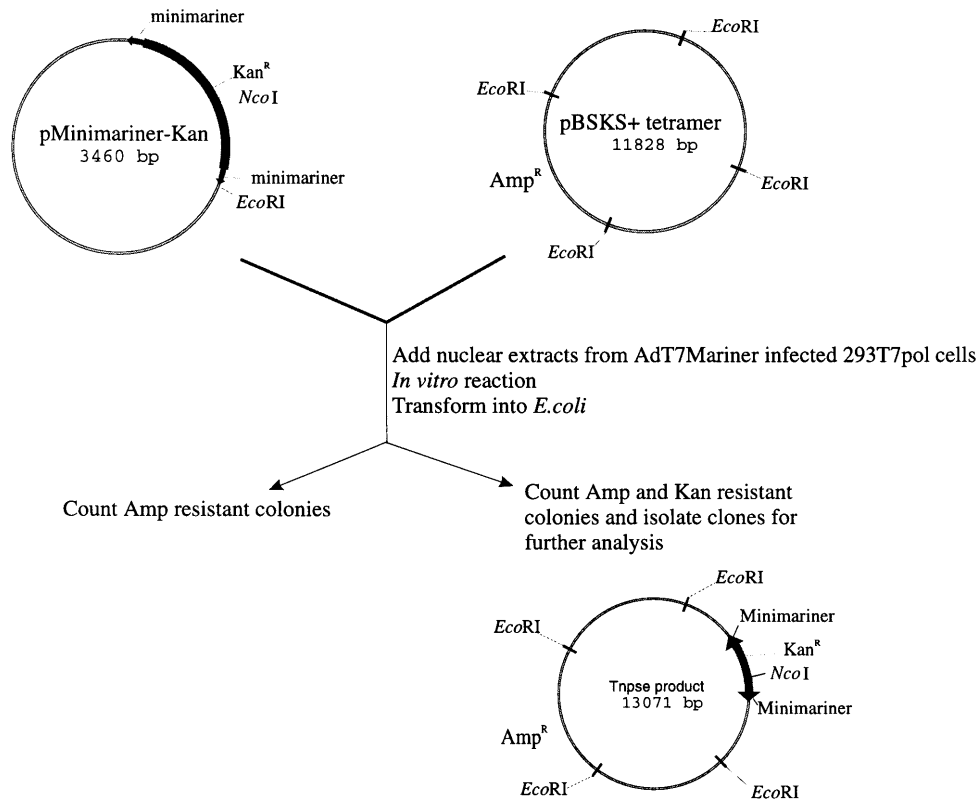 minimariner
Kan^R
NcoI
pMinimariner-Kan
3460 bp
minimariner
EcoRI
EcoRI
EcoRI
pBSKS+ tetramer
11828 bp
Amp^R
EcoRI
EcoRI
Add nuclear extracts from AdT7Mariner infected 293T7pol cells
In vitro reaction
Transform into E.coli
Count Amp resistant colonies
Count Amp and Kan resistant
colonies and isolate clones for
further analysis
EcoRI
EcoRI
Minimariner
Kan^R
NcoI
Tnpse product
13071 bp
Minimariner
Amp^R
EcoRI
EcoRI